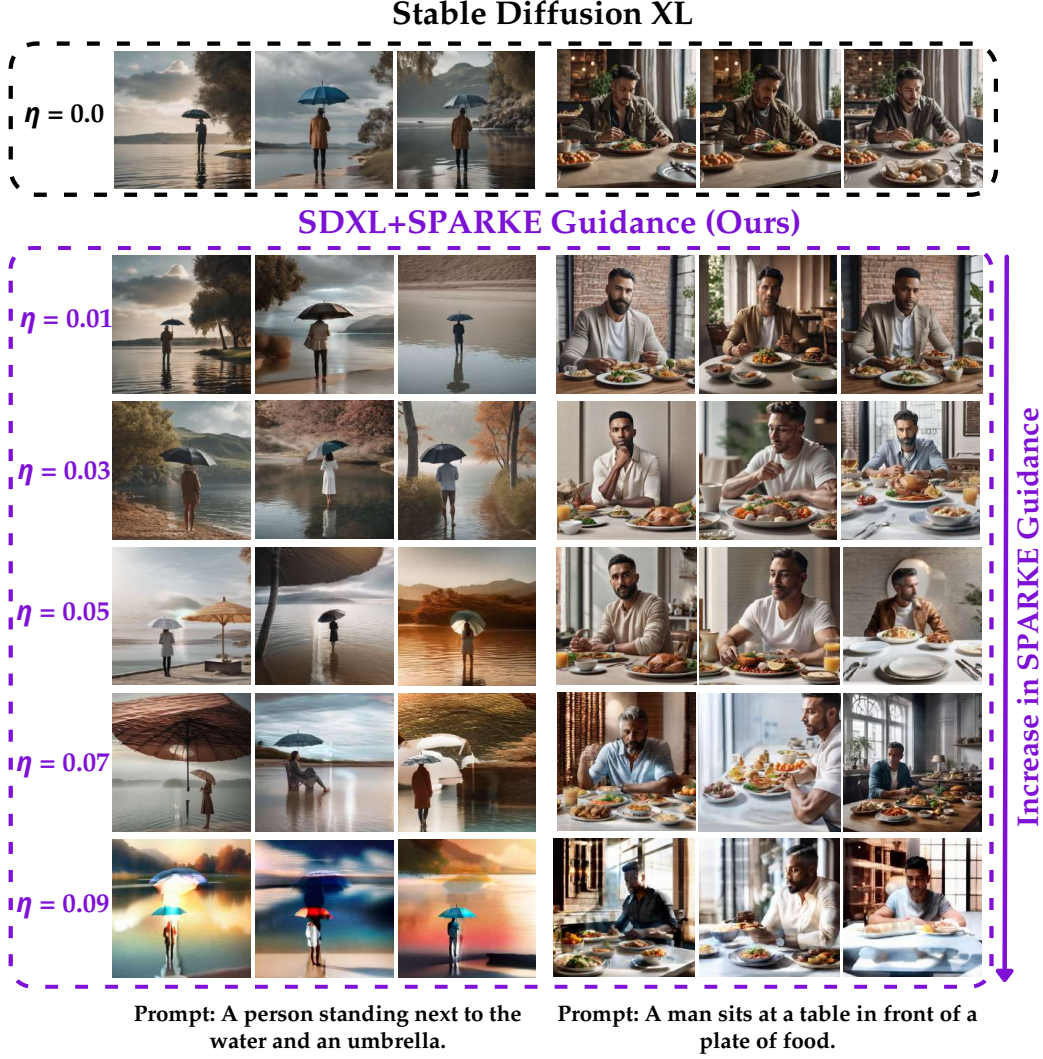 Stable Diffusion XL
η = 0.0
SDXL+SPARKE Guidance (Ours)
η = 0.01
η = 0.03
η = 0.05
η = 0.07
η = 0.09
Increase in SPARKE Guidance
Prompt: A person standing next to the
water and an umbrella.
Prompt: A man sits at a table in front of a
plate of food.